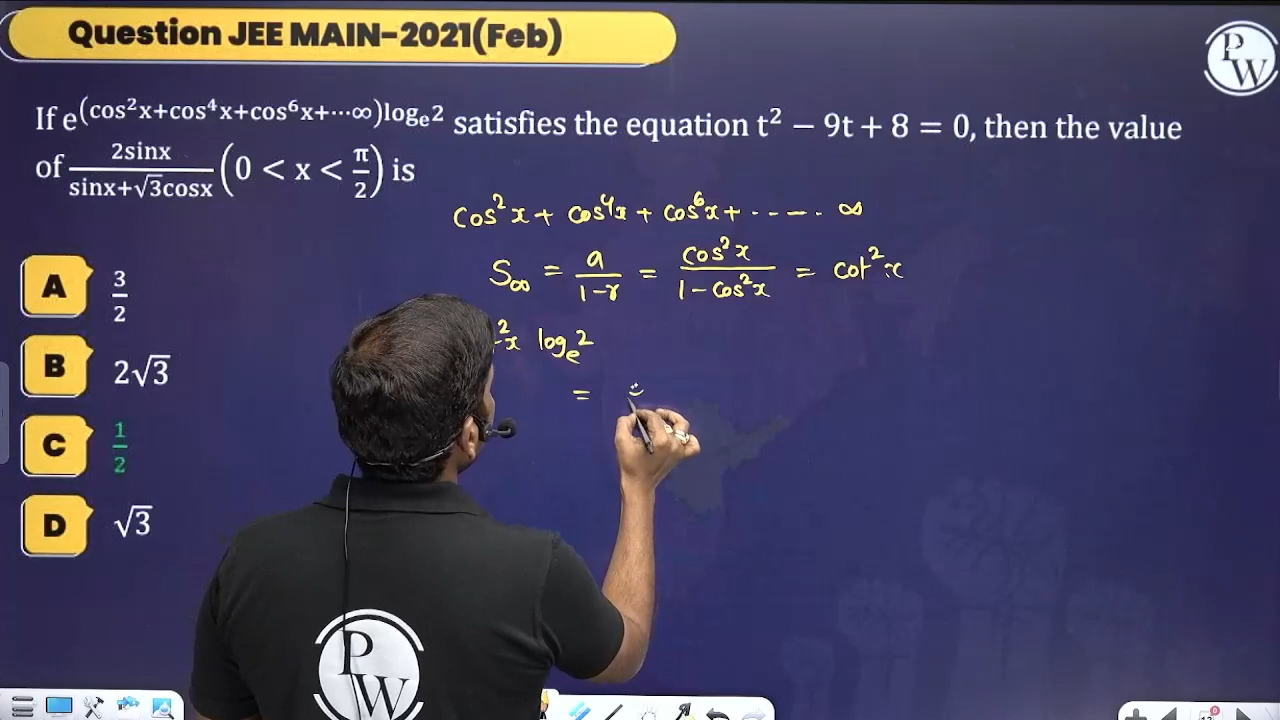 Question JEE MAIN-2021(Feb)
PW
If e^(cos²x+cos⁴x+cos⁶x+⋯∞)logₑ2 satisfies the equation t² − 9t + 8 = 0, then the value
of 2sinx/(sinx+√3cosx) (0 < x < π/2) is
cos²x + cos⁴x + cos⁶x + ...... ∞
S∞ = a/(1-r) = cos²x/(1-cos²x) = cot²x
A 3/2
²x logₑ2
B 2√3
=
C 1/2
D √3
PW